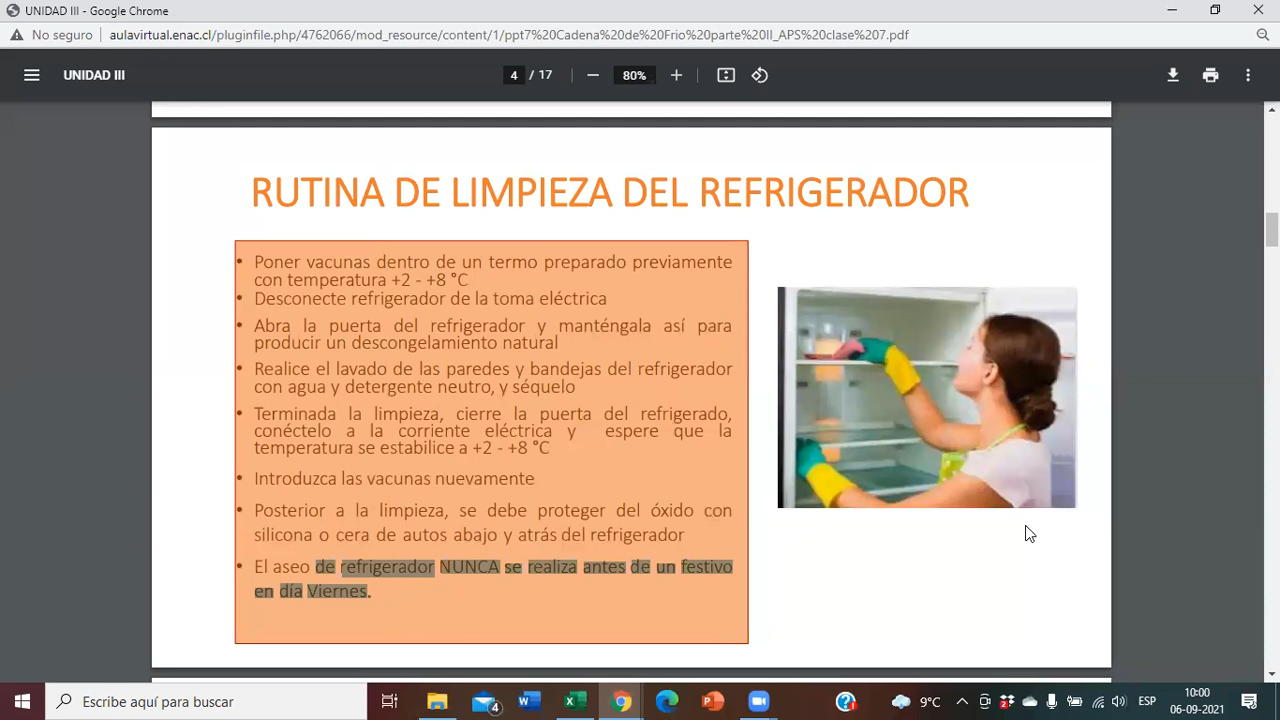 UNIDAD III - Google Chrome
No seguro aulavirtual.enac.cl/pluginfile.php/4762066/mod_resource/content/1/ppt7%20Cadena%20de%20Frio%20parte%20II_APS%20clase%207.pdf
UNIDAD III 4 / 17 80%
RUTINA DE LIMPIEZA DEL REFRIGERADOR
• Poner vacunas dentro de un termo preparado previamente
con temperatura +2 - +8 °C
• Desconecte refrigerador de la toma eléctrica
• Abra la puerta del refrigerador y manténgala así para
producir un descongelamiento natural
• Realice el lavado de las paredes y bandejas del refrigerador
con agua y detergente neutro, y séquelo
• Terminada la limpieza, cierre la puerta del refrigerado,
conéctelo a la corriente eléctrica y espere que la
temperatura se estabilice a +2 - +8 °C
• Introduzca las vacunas nuevamente
• Posterior a la limpieza, se debe proteger del óxido con
silicona o cera de autos abajo y atrás del refrigerador
• El aseo de refrigerador NUNCA se realiza antes de un festivo
en día Viernes.
Escribe aquí para buscar 4 9°C 2 ESP 10:00
06-09-2021